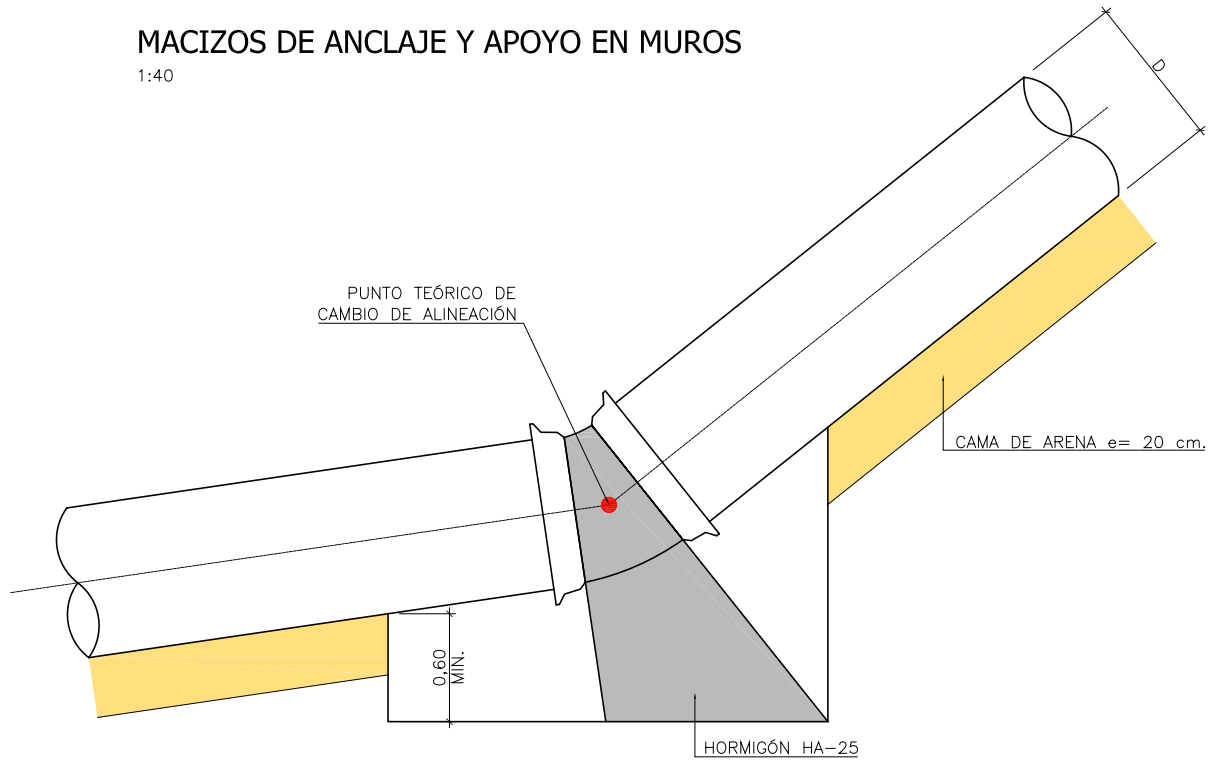 MACIZOS DE ANCLAJE Y APOYO EN MUROS
1:40
D
PUNTO TEÓRICO DE
CAMBIO DE ALINEACIÓN
CAMA DE ARENA e= 20 cm.
0,60
MIN.
HORMIGÓN HA-25